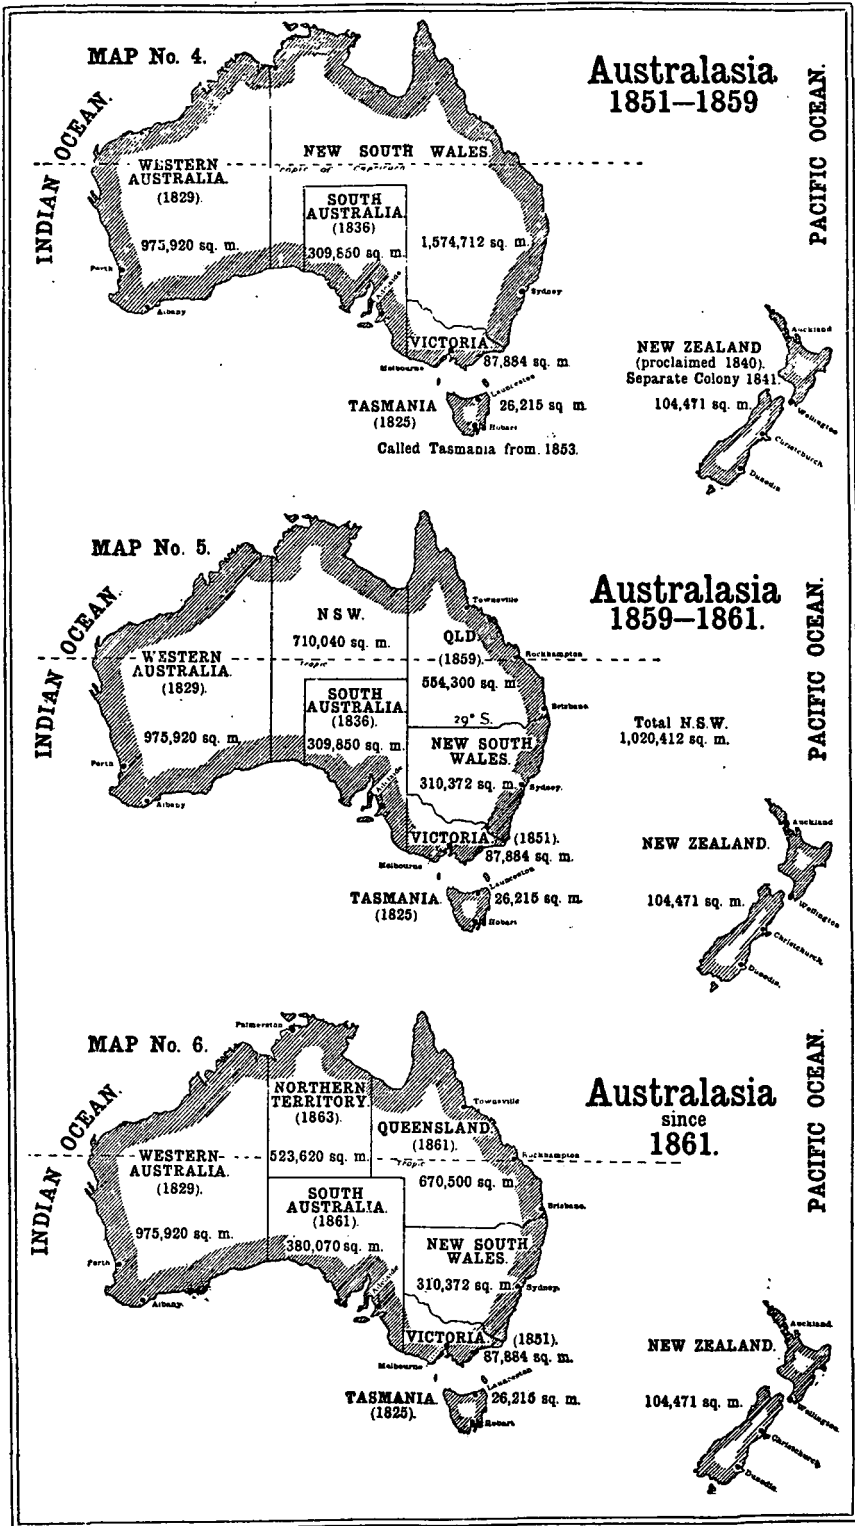 MAP No. 4.
Australasia
1851—1859
INDIAN OCEAN.
PACIFIC OCEAN.
WESTERN
AUSTRALIA.
(1829).
975,920 sq. m.
NEW SOUTH WALES.
Tropic of Capricorn
SOUTH
AUSTRALIA.
(1836)
309,850 sq. m.
1,574,712 sq. m.
Perth
Albany
Adelaide
Sydney
VICTORIA.
87,884 sq. m.
Melbourne
Launceston
TASMANIA
(1825)
26,215 sq m.
Hobart
Called Tasmania from 1853.
NEW ZEALAND
(proclaimed 1840).
Separate Colony 1841.
104,471 sq. m.
Auckland
Wellington
Christchurch
Dunedin
MAP No. 5.
Australasia
1859—1861.
INDIAN OCEAN.
PACIFIC OCEAN.
WESTERN
AUSTRALIA.
(1829).
975,920 sq. m.
N.S.W.
710,040 sq. m.
Tropic
QLD.
(1859).
554,300 sq. m.
29° S.
Townsville
Rockhampton
Brisbane.
SOUTH
AUSTRALIA.
(1836).
309,850 sq. m.
NEW SOUTH
WALES.
310,372 sq. m.
Total N.S.W.
1,020,412 sq. m.
Perth
Albany
Adelaide
Sydney.
VICTORIA.
(1851).
87,884 sq. m.
Melbourne
Launceston
TASMANIA.
(1825)
26,215 sq. m.
Hobart
NEW ZEALAND.
104,471 sq. m.
Auckland
Wellington
Christchurch.
Dunedin.
MAP No. 6.
Australasia
since
1861.
INDIAN OCEAN.
PACIFIC OCEAN.
Palmerston
NORTHERN
TERRITORY.
(1863).
523,620 sq. m.
QUEENSLAND.
(1861).
Tropic
670,500 sq. m.
Townsville
Rockhampton
Brisbane.
WESTERN
AUSTRALIA.
(1829).
975,920 sq. m.
SOUTH
AUSTRALIA.
(1861).
380,070 sq. m.
NEW SOUTH
WALES.
310,372 sq. m.
Perth
Albany.
Adelaide
Sydney.
VICTORIA.
(1851).
87,884 sq. m.
Melbourne
Launceston
TASMANIA.
(1825).
26,215 sq. m.
Hobart
NEW ZEALAND.
104,471 sq. m.
Auckland.
Wellington.
Christchurch.
Dunedin.